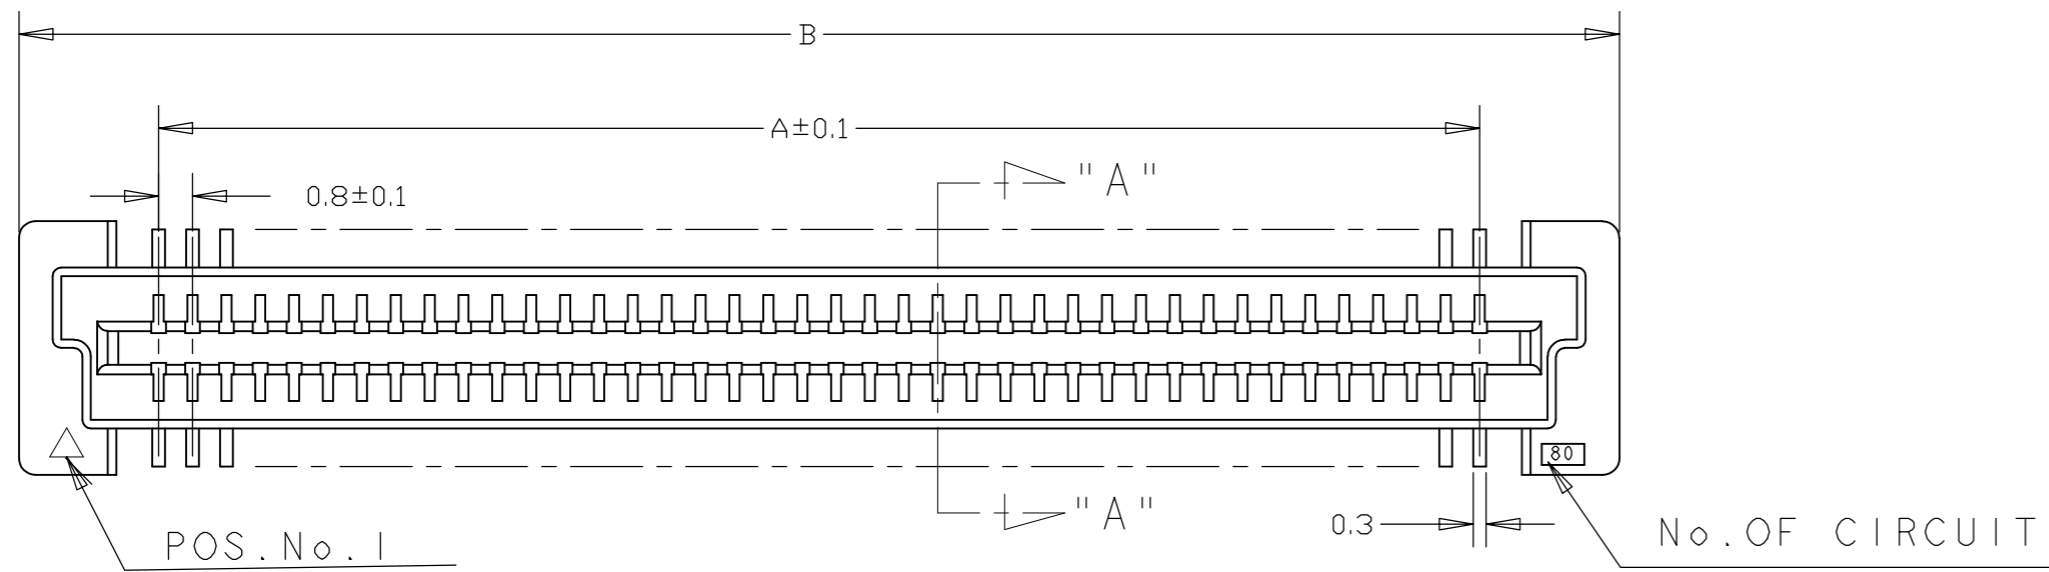 B
A±0.1
0.8±0.1
"A"
80
"A"
0.3
POS.No.1
No.OF CIRCUIT